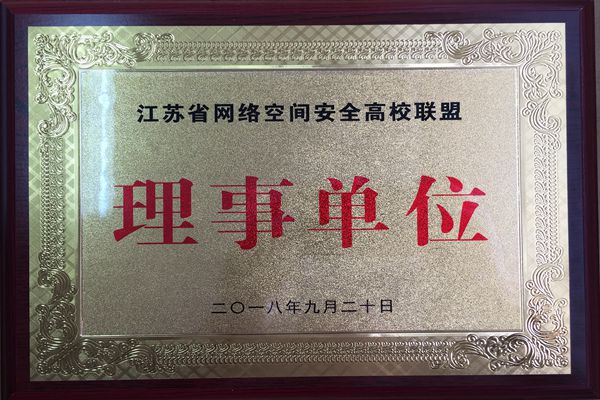 江苏省网络空间安全高校联盟
理事单位
二〇一八年九月二十日